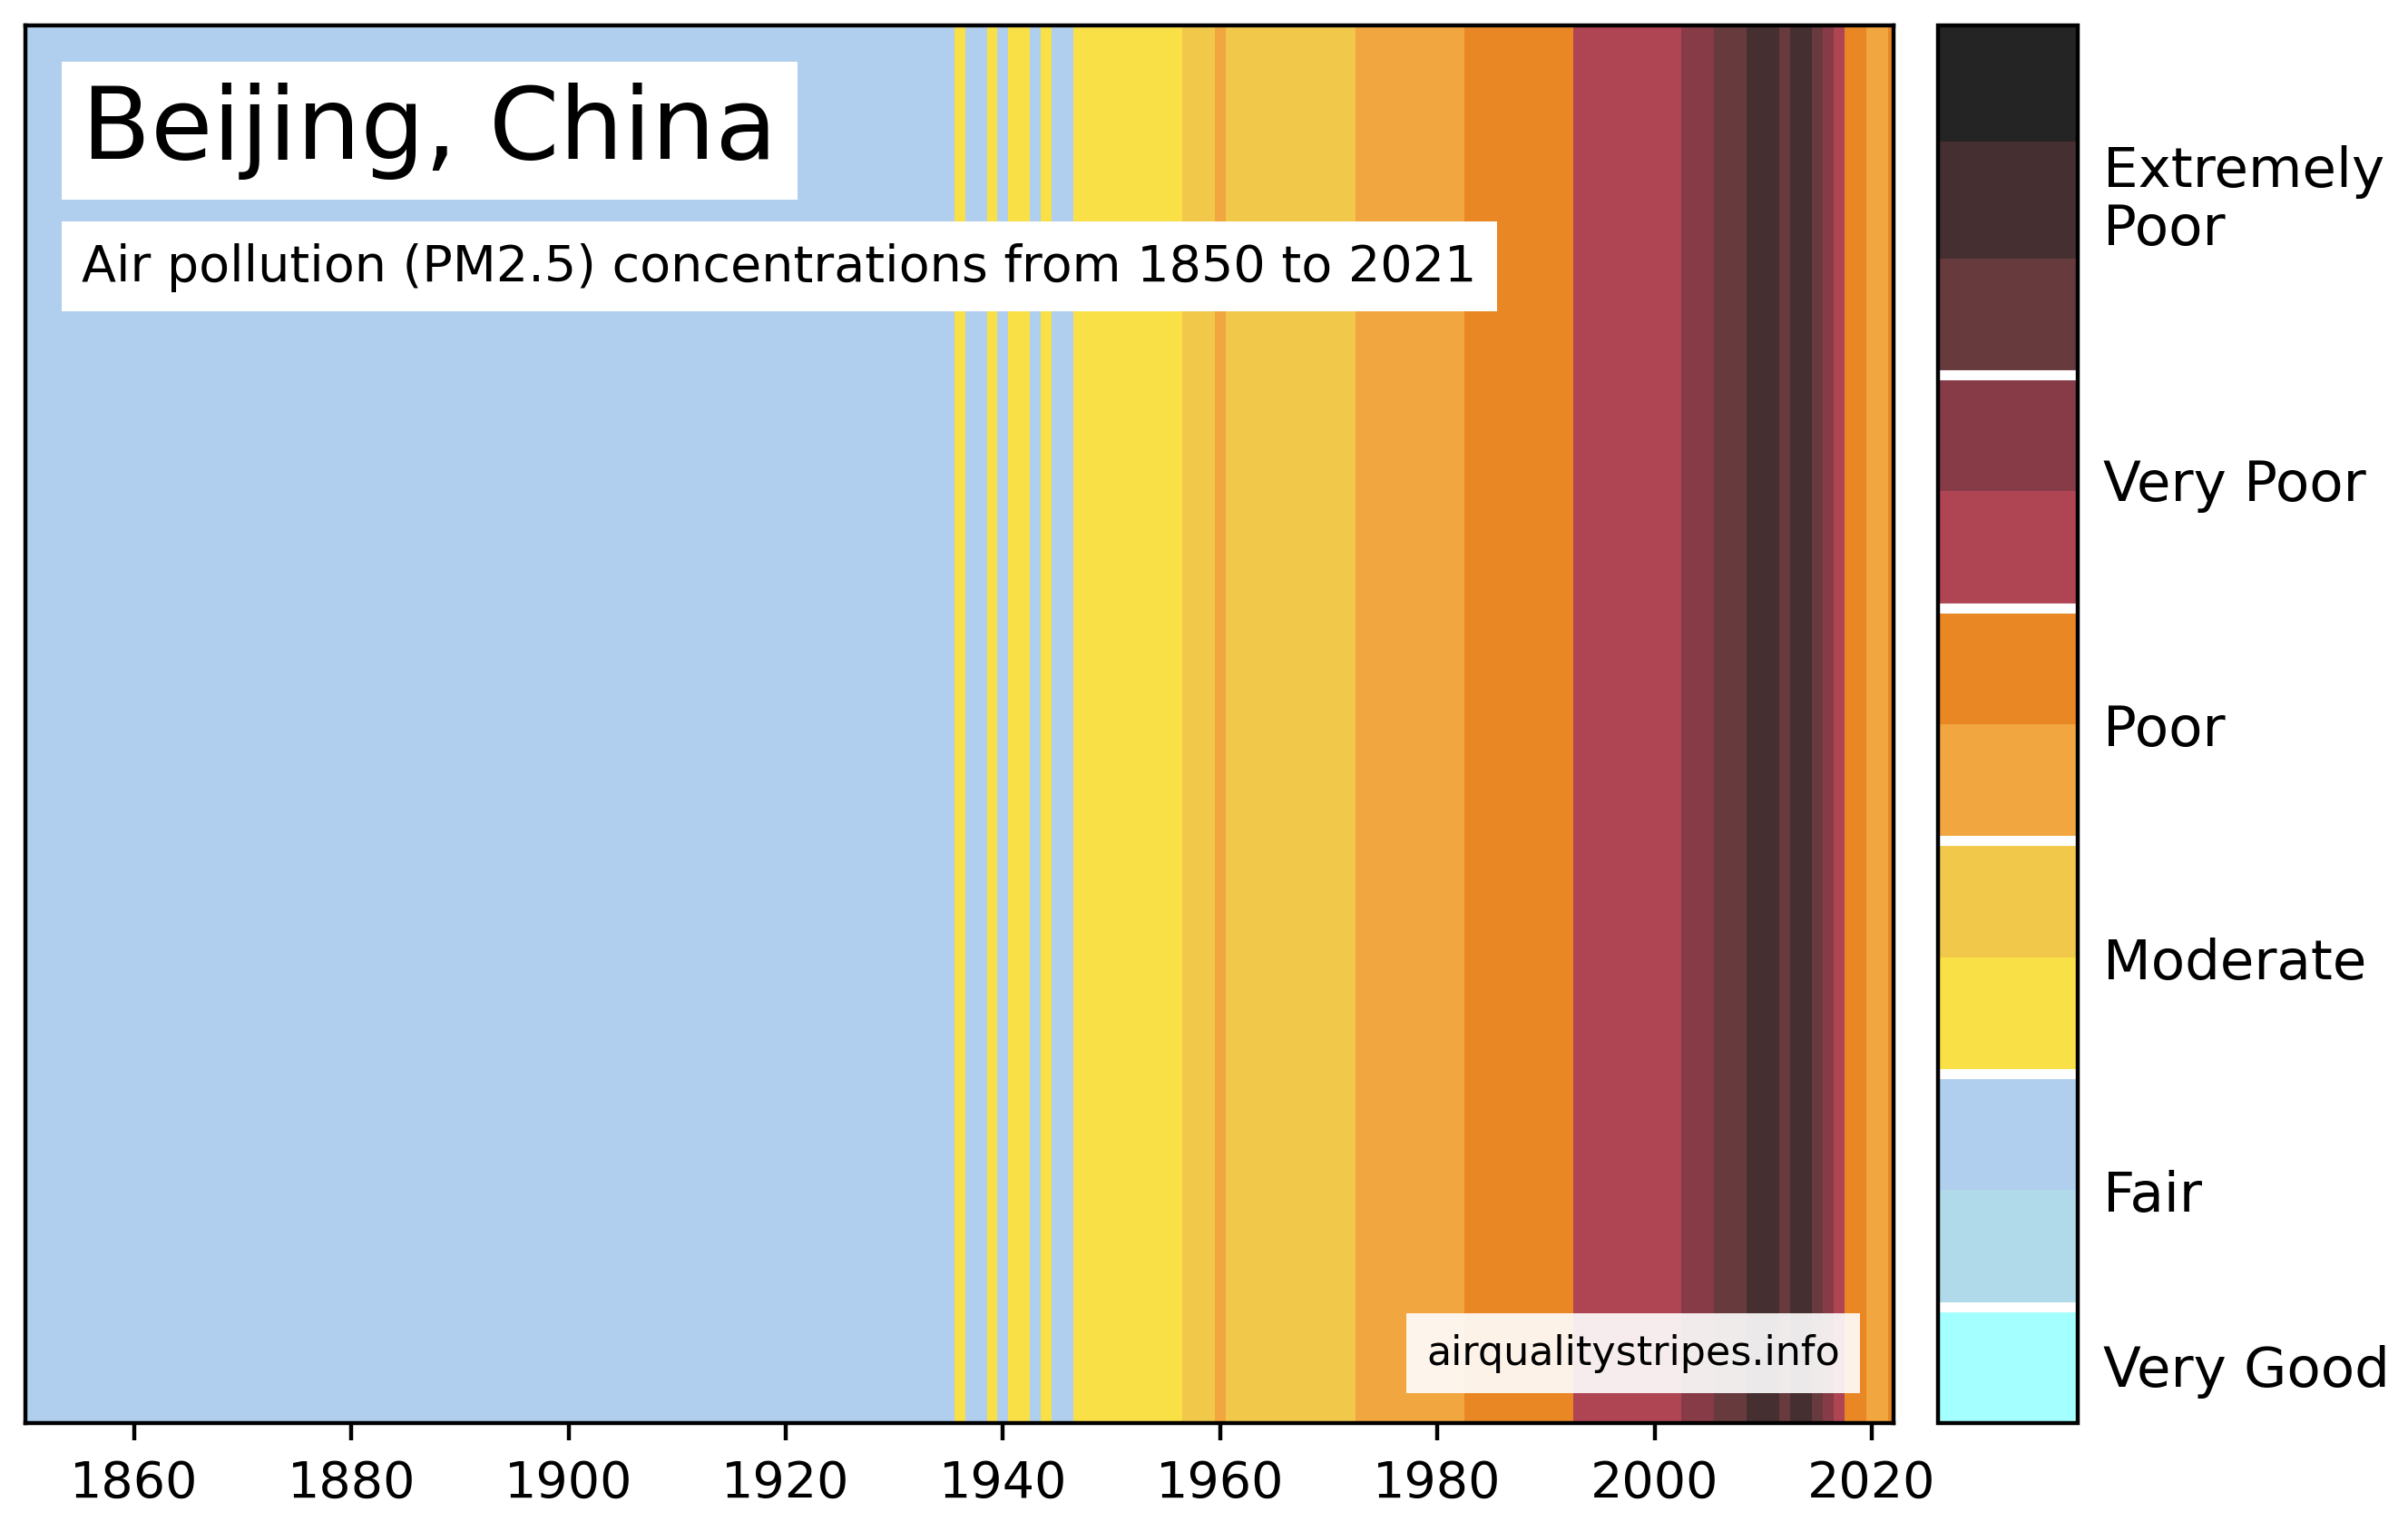 Beijing, China
Air pollution (PM2.5) concentrations from 1850 to 2021
Extremely
Poor
Very Poor
Poor
Moderate
Fair
Very Good
airqualitystripes.info
1860 1880 1900 1920 1940 1960 1980 2000 2020